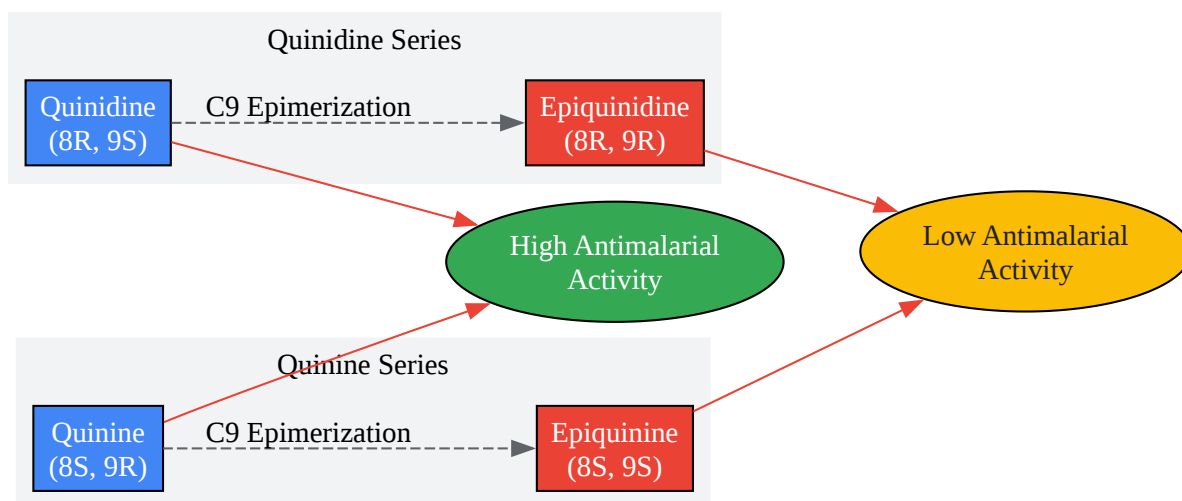 Quinidine Series
Quinidine
(8R, 9S)
C9 Epimerization
Epiquinidine
(8R, 9R)
High Antimalarial
Activity
Low Antimalarial
Activity
Quinine Series
Quinine
(8S, 9R)
C9 Epimerization
Epiquinine
(8S, 9S)